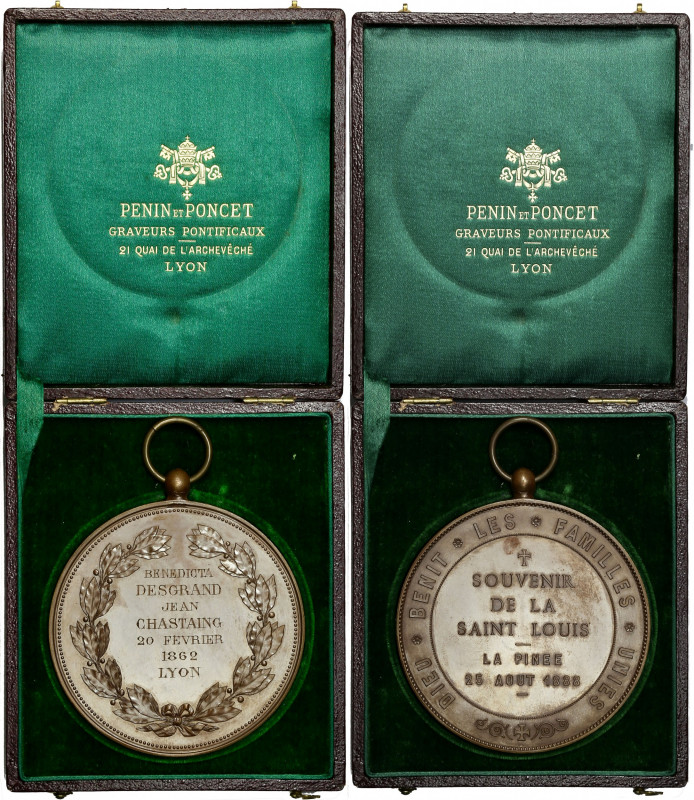 PENIN ET PONCET
GRAVEURS PONTIFICAUX
21 QUAI DE L'ARCHEVÊCHÉ
LYON
BENEDICTA
DESGRAND
JEAN
CHASTAING
20 FEVRIER
1862
LYON
PENIN ET PONCET
GRAVEURS PONTIFICAUX
21 QUAI DE L'ARCHEVÊCHÉ
LYON
DIEU * BENIT * LES * FAMILLES * UNIES
SOUVENIR
DE LA
SAINT LOUIS
LA PINÉE
25 AOUT 1888